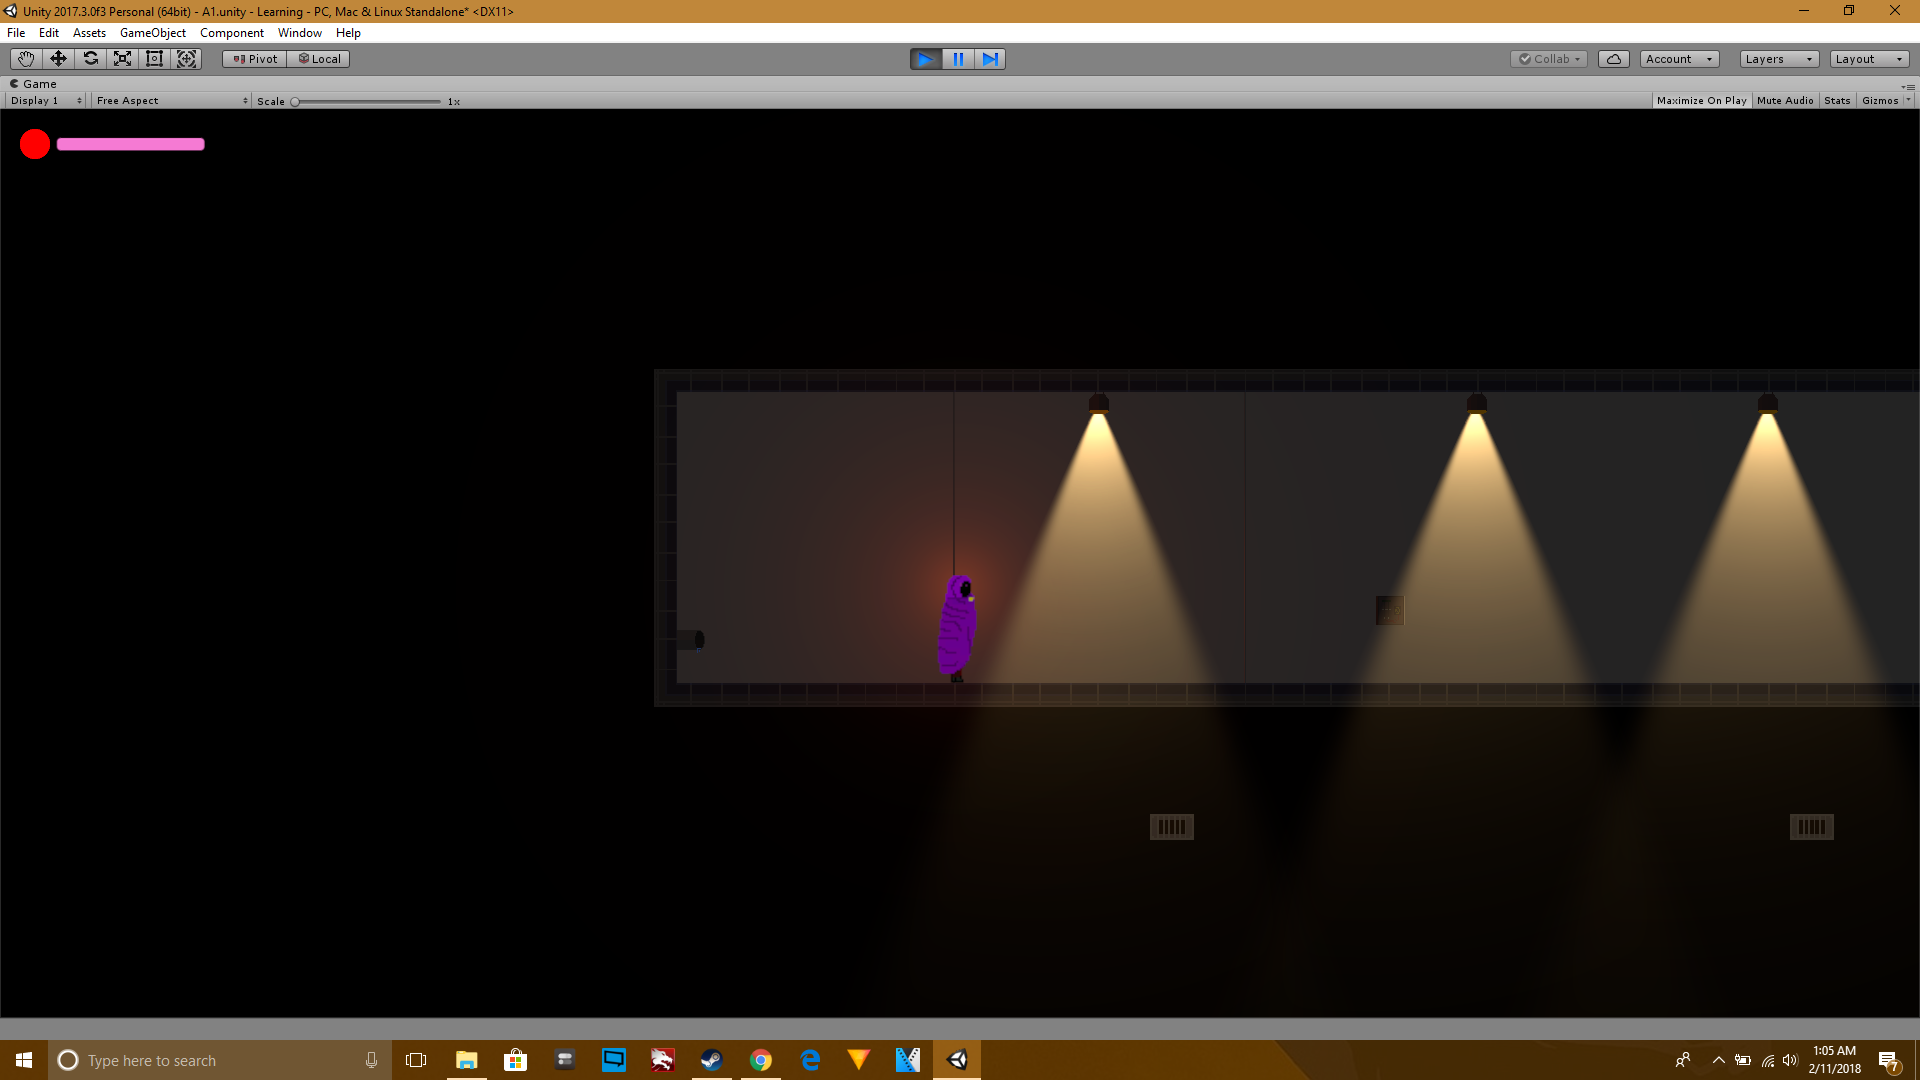 Unity 2017.3.0f3 Personal (64bit) - A1.unity - Learning - PC, Mac & Linux Standalone* <DX11>
File Edit Assets GameObject Component Window Help
Pivot Local Collab Account Layers Layout
Game
Display 1 Free Aspect Scale 1x Maximize On Play Mute Audio Stats Gizmos
Type here to search
1:05 AM
2/11/2018
7